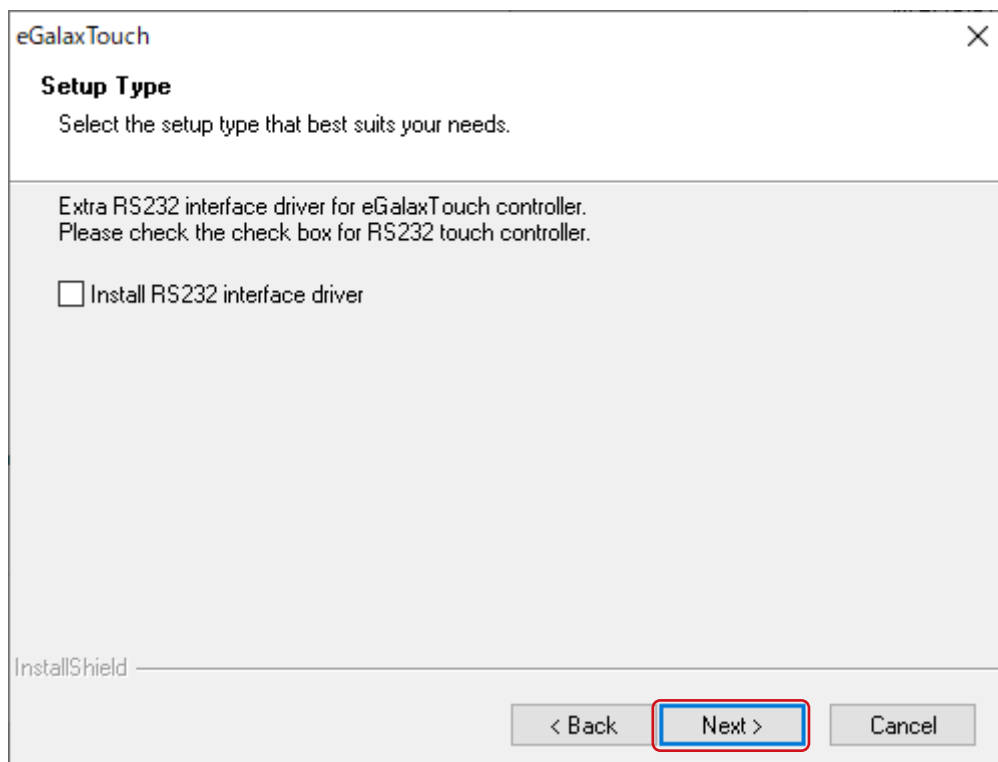 eGalaxTouch
Setup Type
Select the setup type that best suits your needs.
Extra RS232 interface driver for eGalaxTouch controller.
Please check the check box for RS232 touch controller.
Install RS232 interface driver
InstallShield
< Back
Next >
Cancel